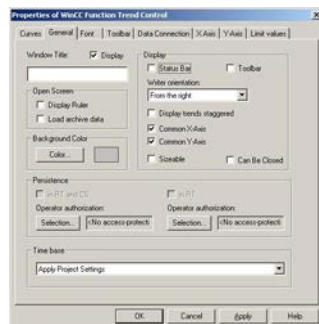 Properties of WinCC Function Trend Control
Curves General Font Toolbar Data Connection X Axis Y Axis Limit values
Window Title: Display
Display
Status Bar Toolbar
Writer orientation:
From the right
Open Screen
Display Ruler
Load archive data
Display trends staggered
Common X-Axis
Common Y-Axis
Background Color
Color...
Sizeable Can Be Closed
Persistence
in RT and CS in RT
Operator authorization: Operator authorization:
Selection... <No access-protecti Selection... <No access-protecti
Time base
Apply Project Settings
OK Cancel Apply Help